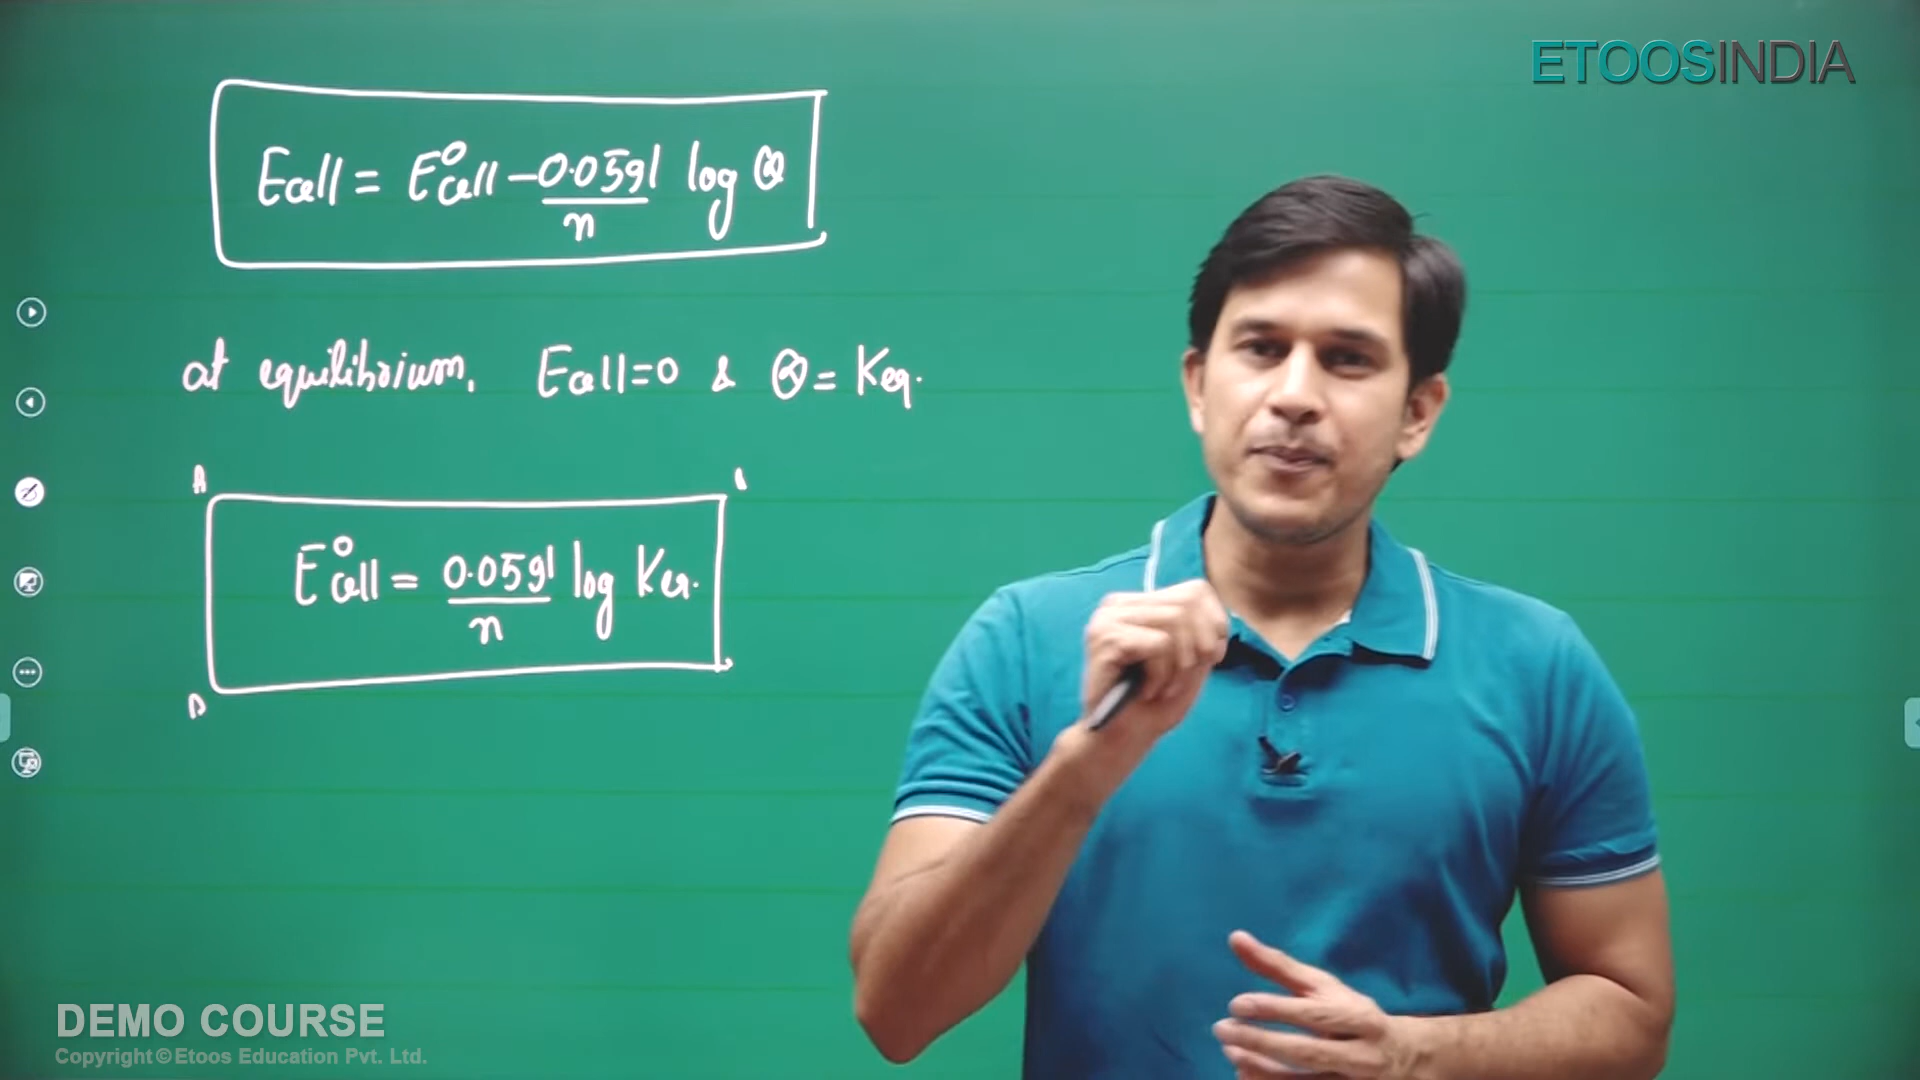 ETOOSINDIA
Ecell = E°cell - 0.0591/n log Q
at equilibrium, Ecell = 0 & Q = Keq.
E°cell = 0.0591/n log Keq.
DEMO COURSE
Copyright © Etoos Education Pvt. Ltd.